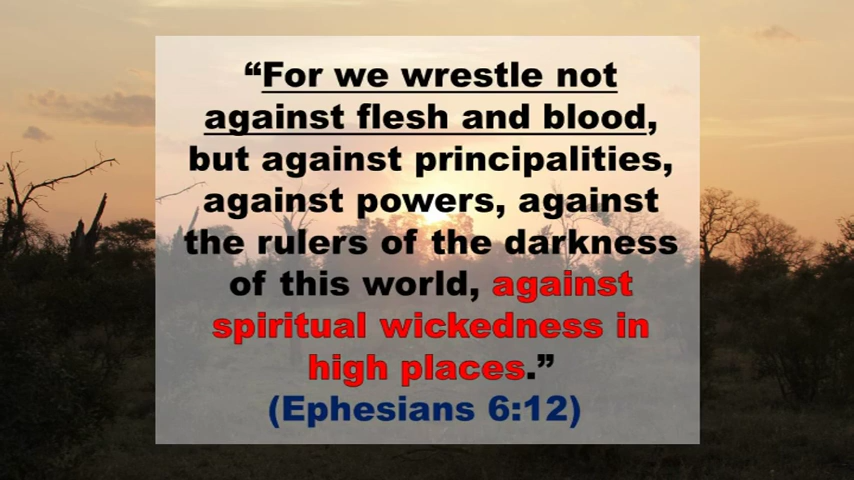 “For we wrestle not
against flesh and blood,
but against principalities,
against powers, against
the rulers of the darkness
of this world, against
spiritual wickedness in
high places.”
(Ephesians 6:12)